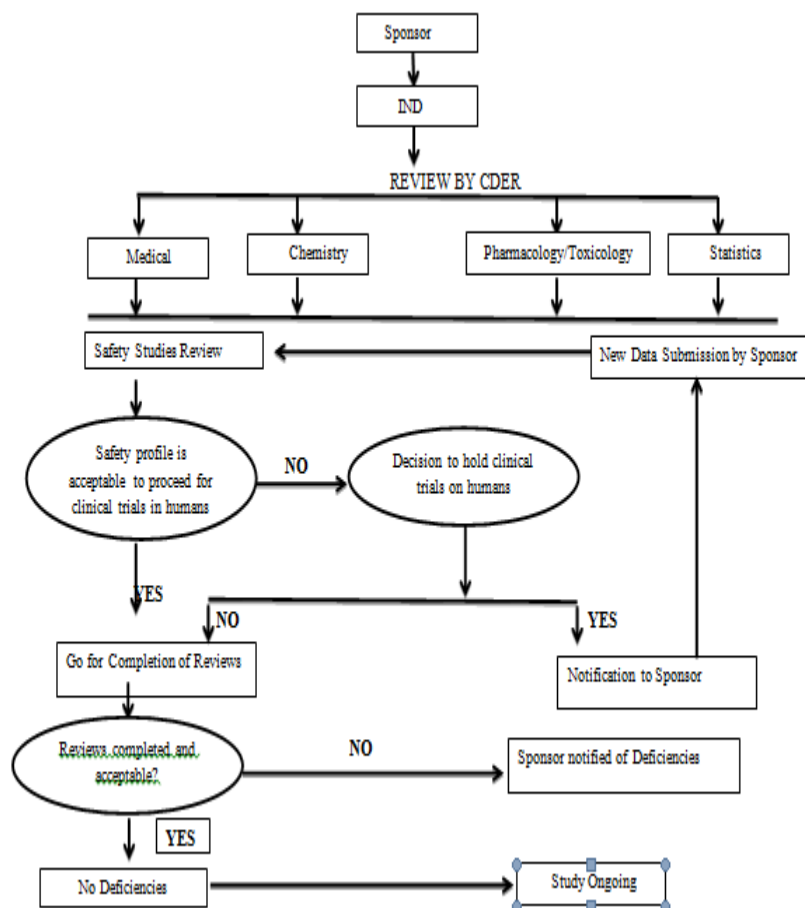 Sponsor
IND
REVIEW BY CDER
Medical
Chemistry
Pharmacology/Toxicology
Statistics
Safety Studies Review
New Data Submission by Sponsor
Safety profile is
acceptable to proceed for
clinical trials in humans
NO
Decision to hold clinical
trials on humans
YES
NO
YES
Go for Completion of Reviews
Notification to Sponsor
Reviews completed and
acceptable?
NO
Sponsor notified of Deficiencies
YES
No Deficiencies
Study Ongoing